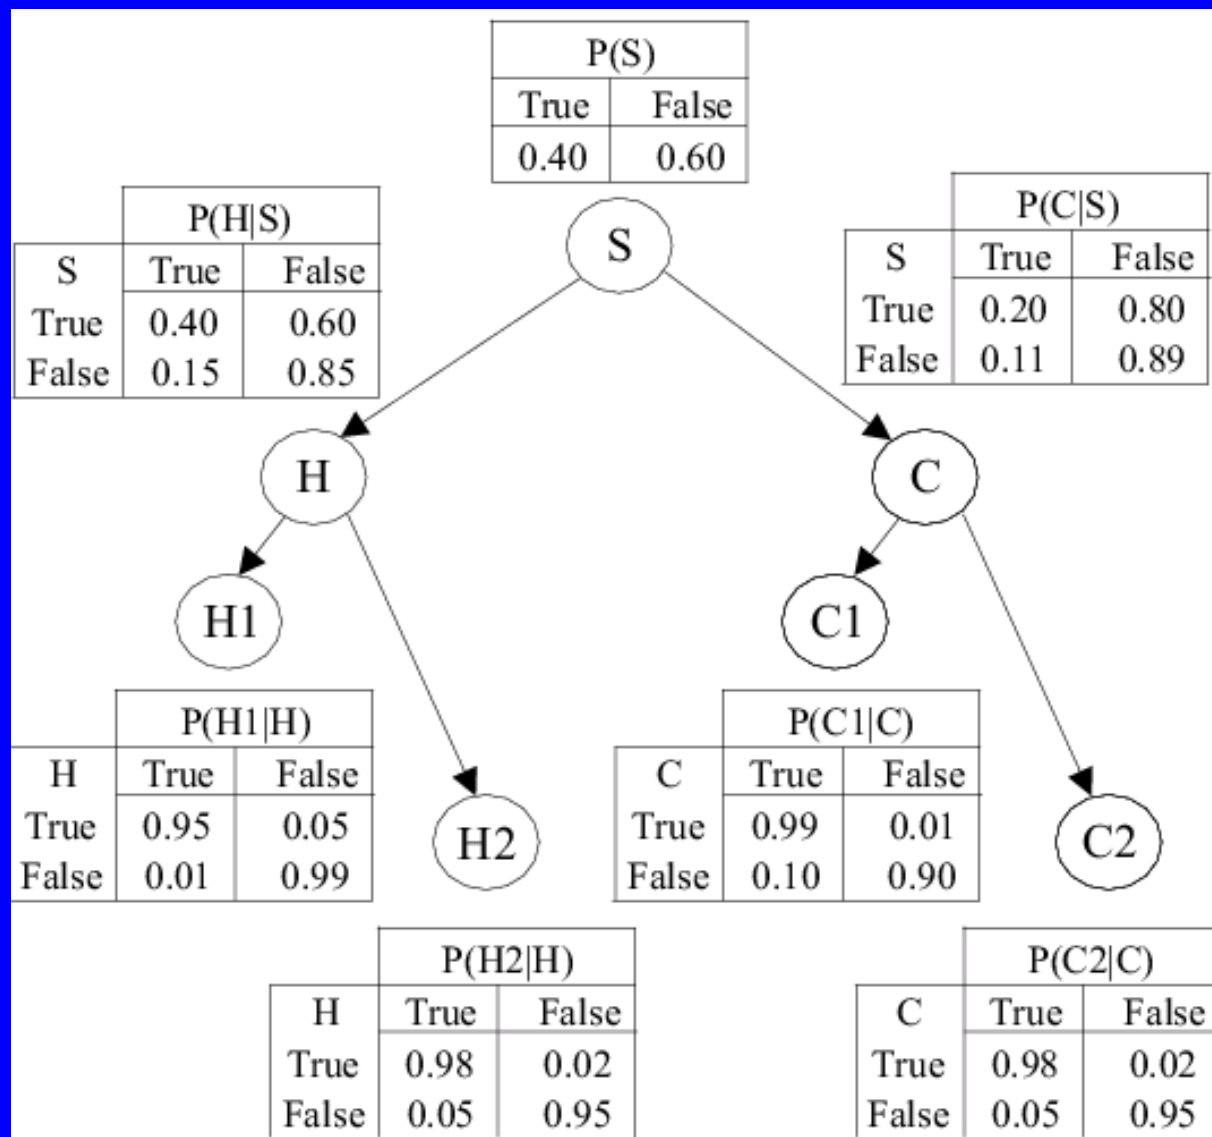 P(S)
True False
0.40 0.60
S
P(H|S)
S True False
True 0.40 0.60
False 0.15 0.85
P(C|S)
S True False
True 0.20 0.80
False 0.11 0.89
H
C
H1
C1
P(H1|H)
H True False
True 0.95 0.05
False 0.01 0.99
H2
P(C1|C)
C True False
True 0.99 0.01
False 0.10 0.90
C2
P(H2|H)
H True False
True 0.98 0.02
False 0.05 0.95
P(C2|C)
C True False
True 0.98 0.02
False 0.05 0.95